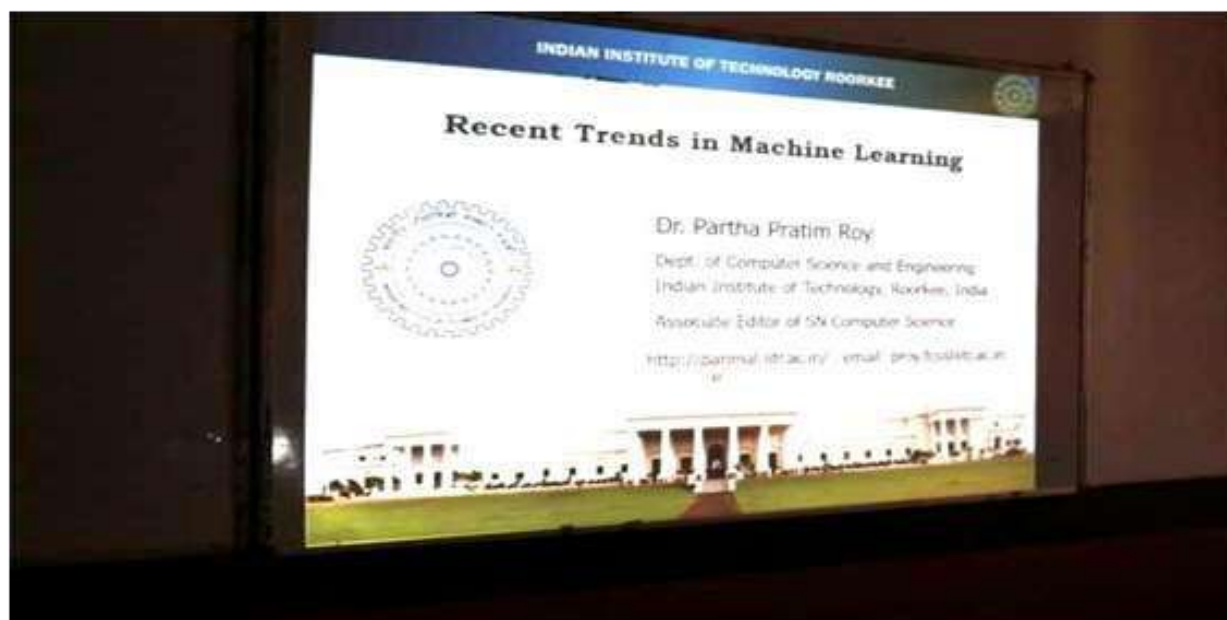 INDIAN INSTITUTE OF TECHNOLOGY ROORKEE
Recent Trends in Machine Learning
Dr. Partha Pratim Roy
Dept. of Computer Science and Engineering
Indian Institute of Technology, Roorkee, India
Associate Editor of SN Computer Science
email